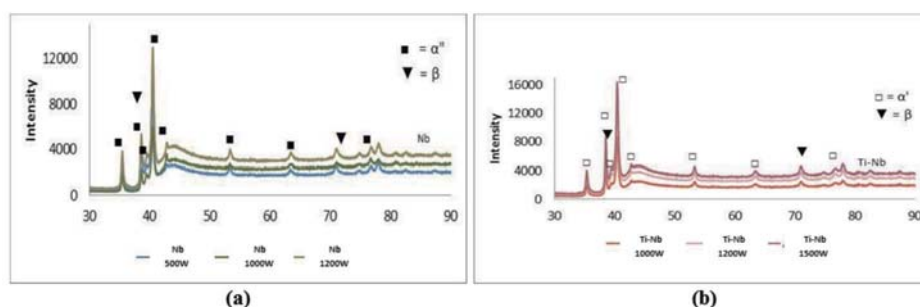 Intensity
12000
8000
4000
0
30 40 50 60 70 80 90
■ = α"
▼ = β
Nb
Nb 500W
Nb 1000W
Nb 1200W
(a)
Intensity
16000
12000
8000
4000
0
30 40 50 60 70 80 90
□ = α'
▼ = β
Ti-Nb
Ti-Nb 1000W
Ti-Nb 1200W
Ti-Nb 1500W
(b)